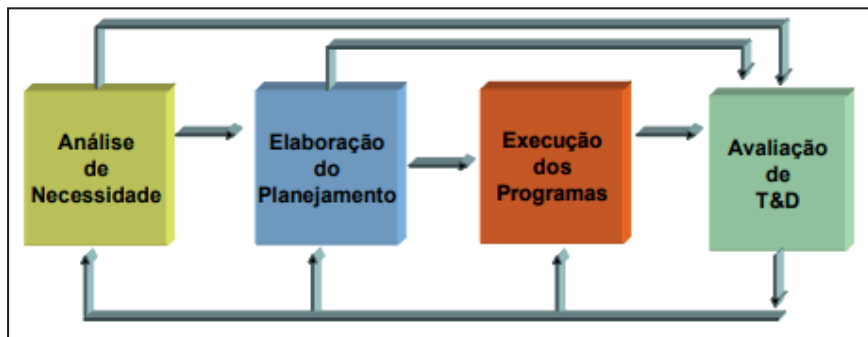 Análise
de
Necessidade
Elaboração
do
Planejamento
Execução
dos
Programas
Avaliação
de
T&D